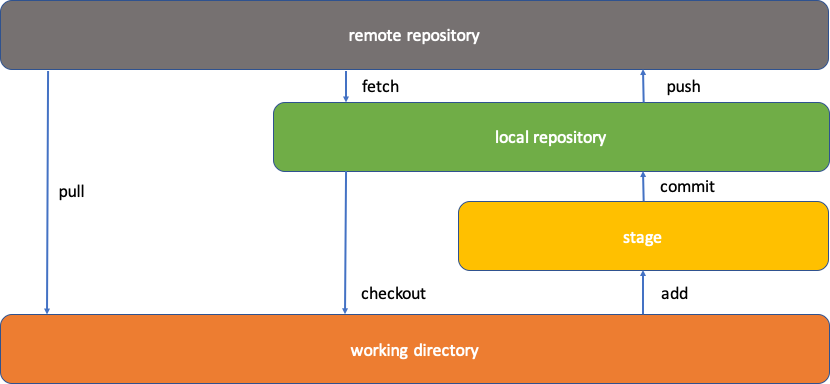 remote repository
fetch
push
local repository
pull
commit
stage
checkout
add
working directory